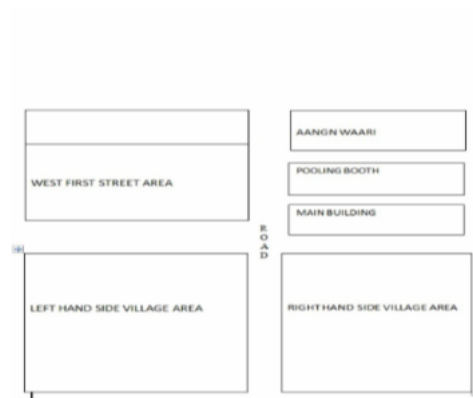 AANGN WAARI
WEST FIRST STREET AREA
POOLING BOOTH
MAIN BUILDING
ROAD
LEFT HAND SIDE VILLAGE AREA
RIGHT HAND SIDE VILLAGE AREA